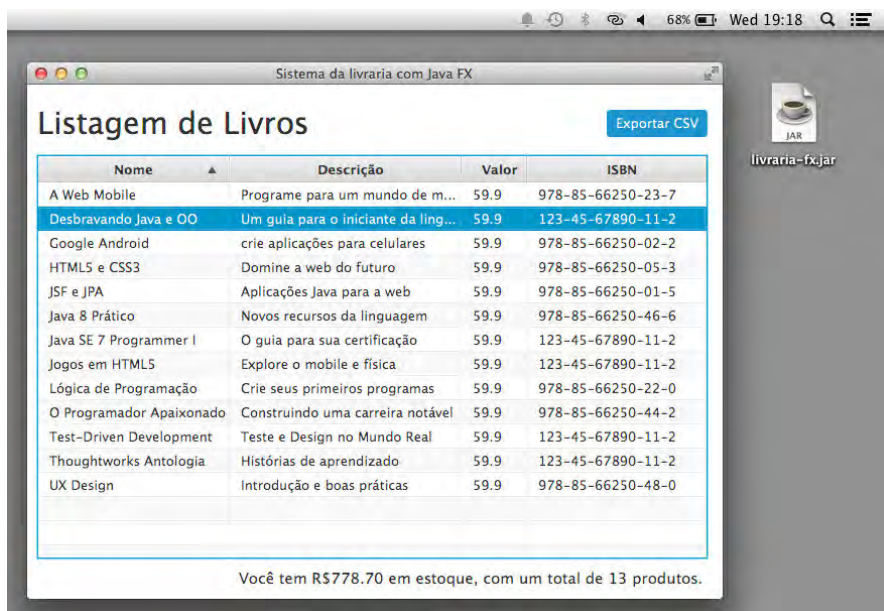 68% Wed 19:18
Sistema da livraria com Java FX
Listagem de Livros
Exportar CSV
Nome Descrição Valor ISBN
A Web Mobile Programe para um mundo de m... 59.9 978-85-66250-23-7
Desbravando Java e OO Um guia para o iniciante da ling... 59.9 123-45-67890-11-2
Google Android crie aplicações para celulares 59.9 978-85-66250-02-2
HTML5 e CSS3 Domine a web do futuro 59.9 978-85-66250-05-3
JSF e JPA Aplicações Java para a web 59.9 978-85-66250-01-5
Java 8 Prático Novos recursos da linguagem 59.9 978-85-66250-46-6
Java SE 7 Programmer I O guia para sua certificação 59.9 123-45-67890-11-2
Jogos em HTML5 Explore o mobile e física 59.9 123-45-67890-11-2
Lógica de Programação Crie seus primeiros programas 59.9 978-85-66250-22-0
O Programador Apaixonado Construindo uma carreira notável 59.9 978-85-66250-44-2
Test-Driven Development Teste e Design no Mundo Real 59.9 123-45-67890-11-2
Thoughtworks Antologia Histórias de aprendizado 59.9 123-45-67890-11-2
UX Design Introdução e boas práticas 59.9 978-85-66250-48-0
Você tem R$778.70 em estoque, com um total de 13 produtos.
JAR
livraria-fx.jar